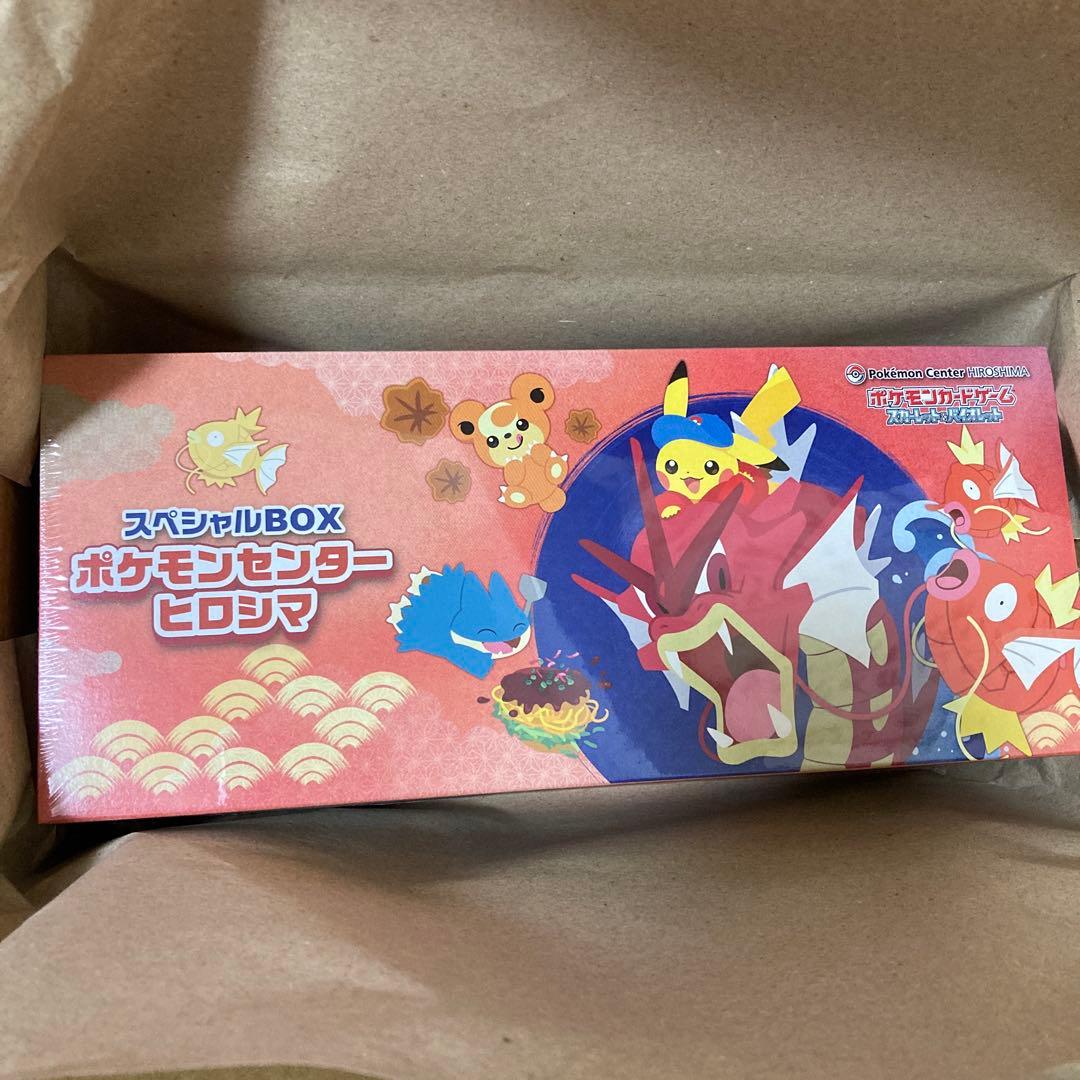 Pokémon Center HIROSHIMA
ポケモンカードゲーム
スカーレット&バイオレット
スペシャルBOX
ポケモンセンター
ヒロシマ